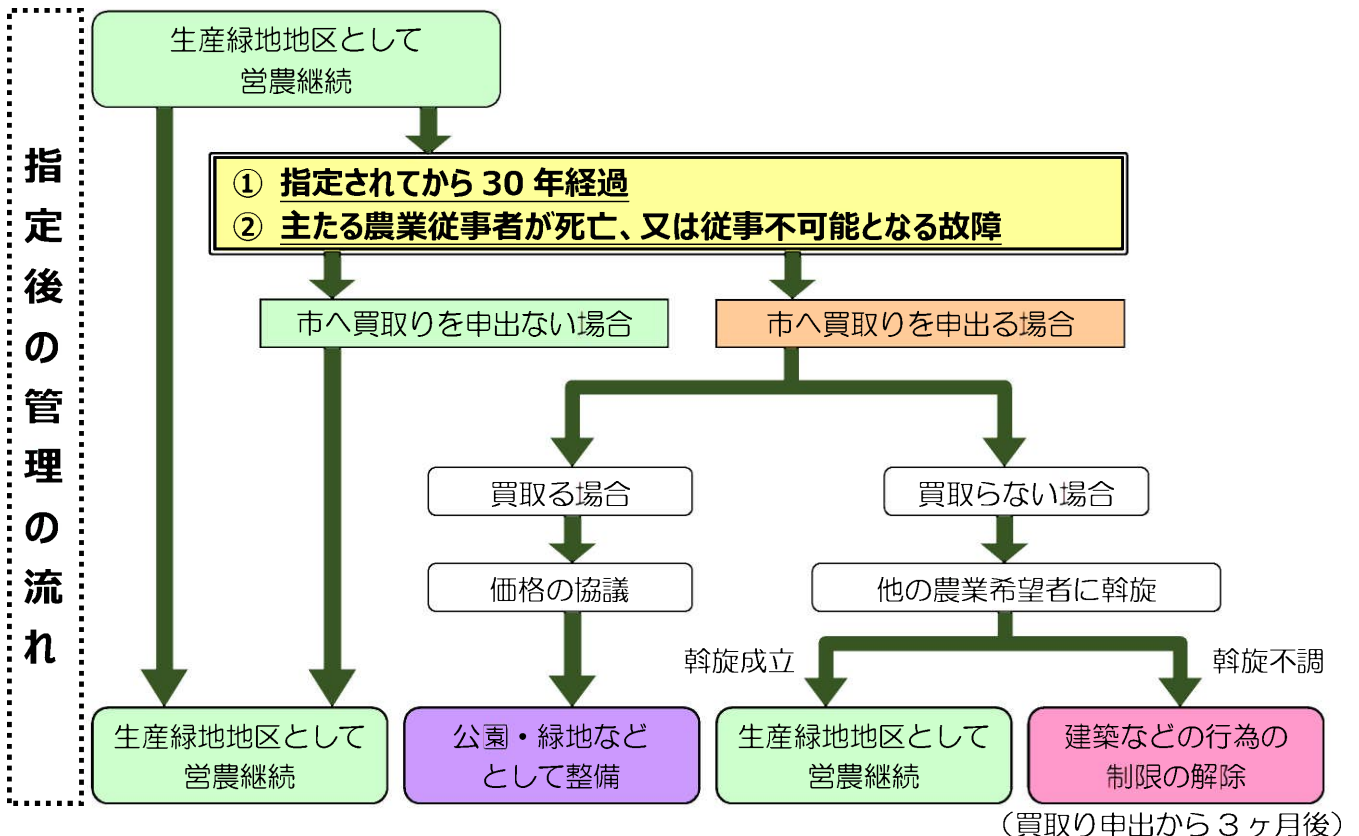 指定後の管理の流れ
生産緑地地区として
営農継続
① 指定されてから 30 年経過
② 主たる農業従事者が死亡、又は従事不可能となる故障
市へ買取りを申出ない場合
市へ買取りを申出る場合
買取る場合
買取らない場合
価格の協議
他の農業希望者に斡旋
斡旋成立
斡旋不調
生産緑地地区として
営農継続
公園・緑地など
として整備
生産緑地地区として
営農継続
建築などの行為の
制限の解除
（買取り申出から３ヶ月後）